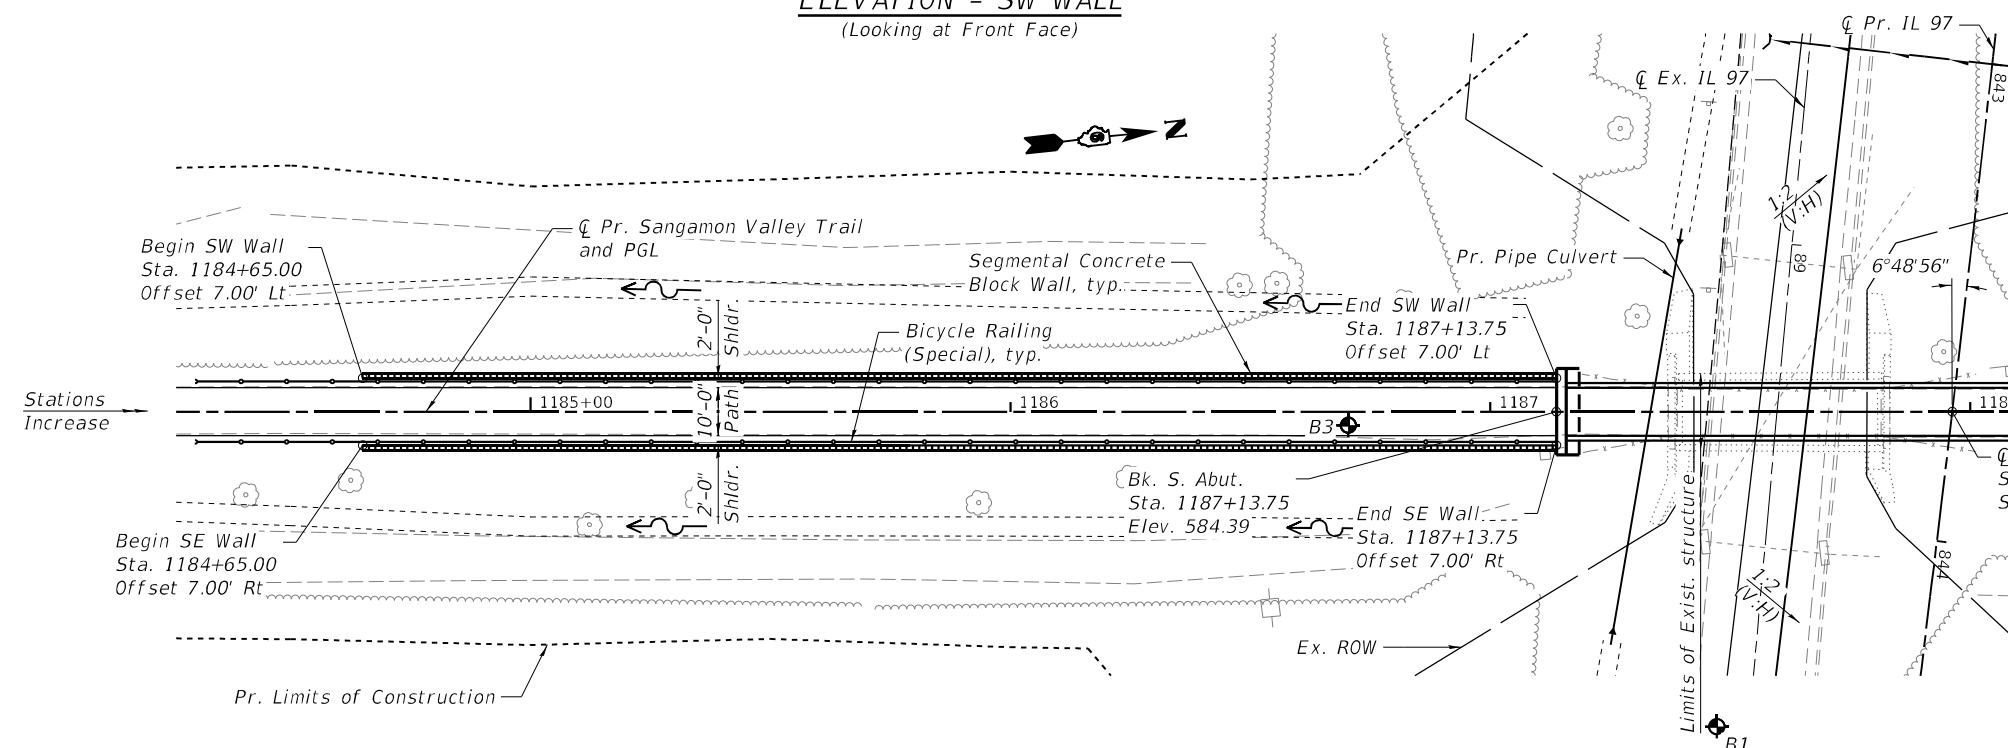 ELEVATION - SW WALL
(Looking at Front Face)
℄ Pr. IL 97
℄ Ex. IL 97
843
N
1:2
(V:H)
89
6°48'56"
℄ Pr. Sangamon Valley Trail
and PGL
Begin SW Wall
Sta. 1184+65.00
Offset 7.00' Lt
Segmental Concrete
Block Wall, typ.
Pr. Pipe Culvert
End SW Wall
Sta. 1187+13.75
Offset 7.00' Lt
2'-0"
Shldr.
Bicycle Railing
(Special), typ.
Stations
Increase
1185+00
10'-0"
Path
1186
1187
118
B3
2'-0"
Shldr.
Bk. S. Abut.
Sta. 1187+13.75
Elev. 584.39
End SE Wall
Sta. 1187+13.75
Offset 7.00' Rt
℄
S
S
Begin SE Wall
Sta. 1184+65.00
Offset 7.00' Rt
Limits of Exist. structure
1:2
(V:H)
844
Ex. ROW
Pr. Limits of Construction
B1